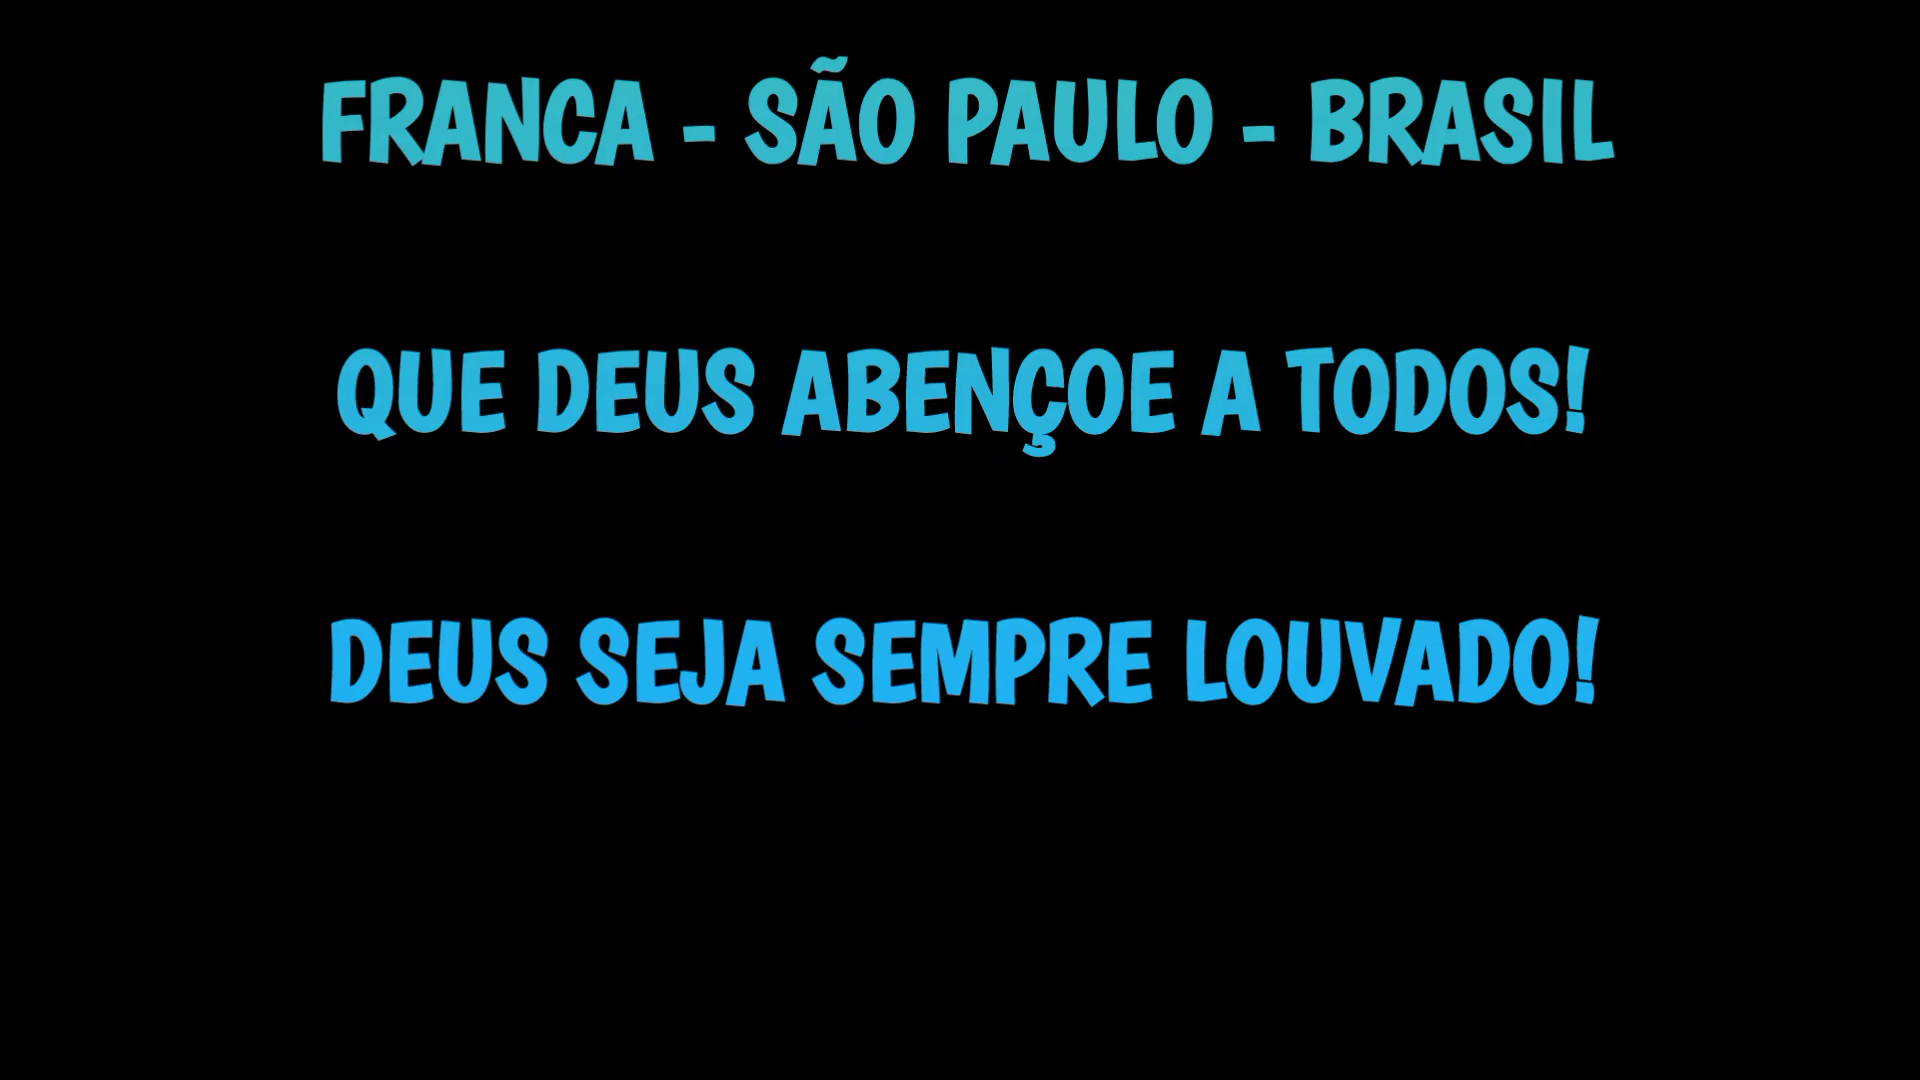 FRANCA - SÃO PAULO - BRASIL
QUE DEUS ABENÇOE A TODOS!
DEUS SEJA SEMPRE LOUVADO!